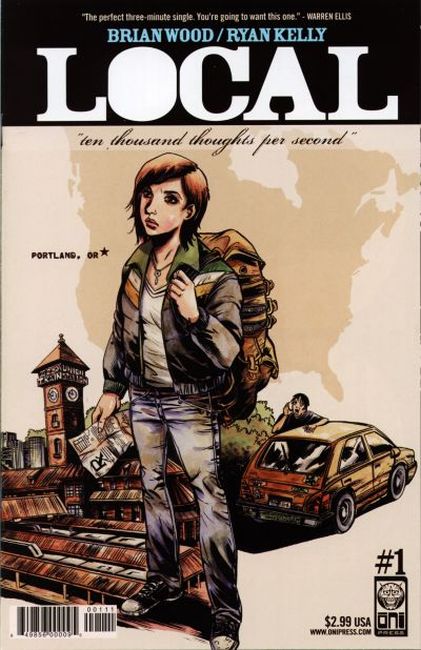 "The perfect three-minute single. You're going to want this one." - WARREN ELLIS
BRIAN WOOD / RYAN KELLY
LOCAL
"ten thousand thoughts per second"
PORTLAND, OR*
UNION
STATION
#1
ONI
PRESS
$2.99 USA
WWW.ONIPRESS.COM
00111